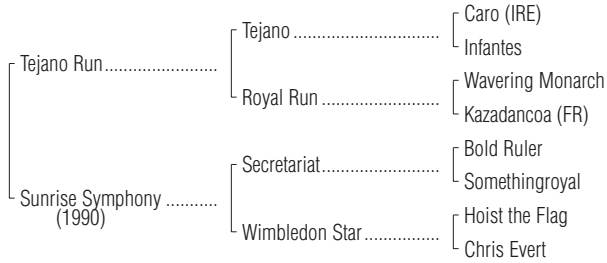 Caro (IRE)
Tejano
Infantes
Tejano Run
Wavering Monarch
Royal Run
Kazadancoa (FR)
Bold Ruler
Secretariat
Somethingroyal
Sunrise Symphony
(1990)
Hoist the Flag
Wimbledon Star
Chris Evert